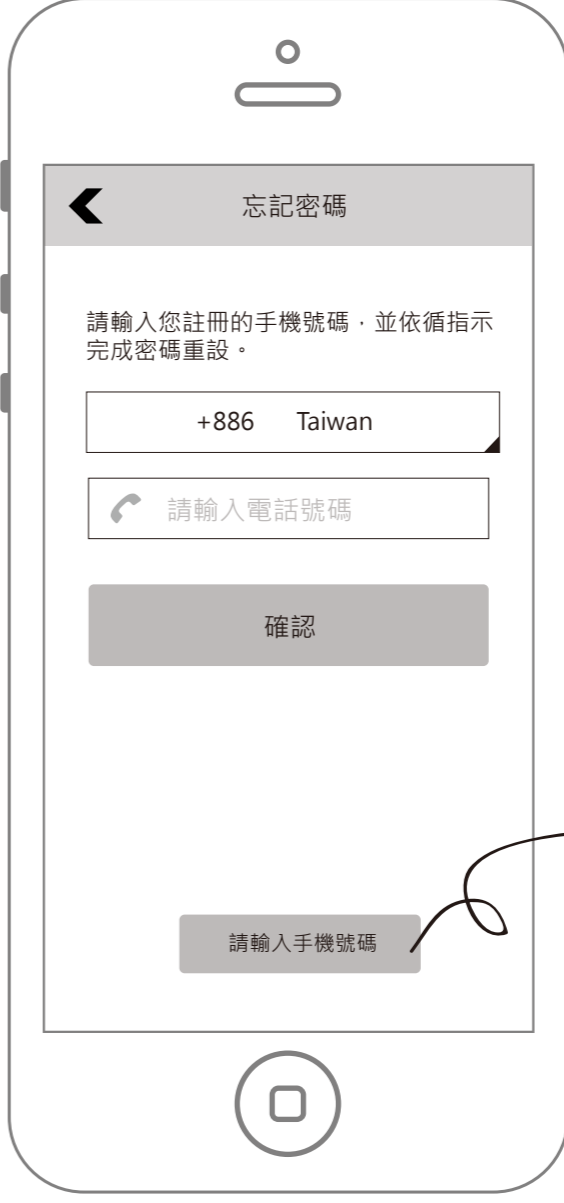 忘記密碼
請輸入您註冊的手機號碼，並依循指示
完成密碼重設。
+886 Taiwan
請輸入電話號碼
確認
請輸入手機號碼